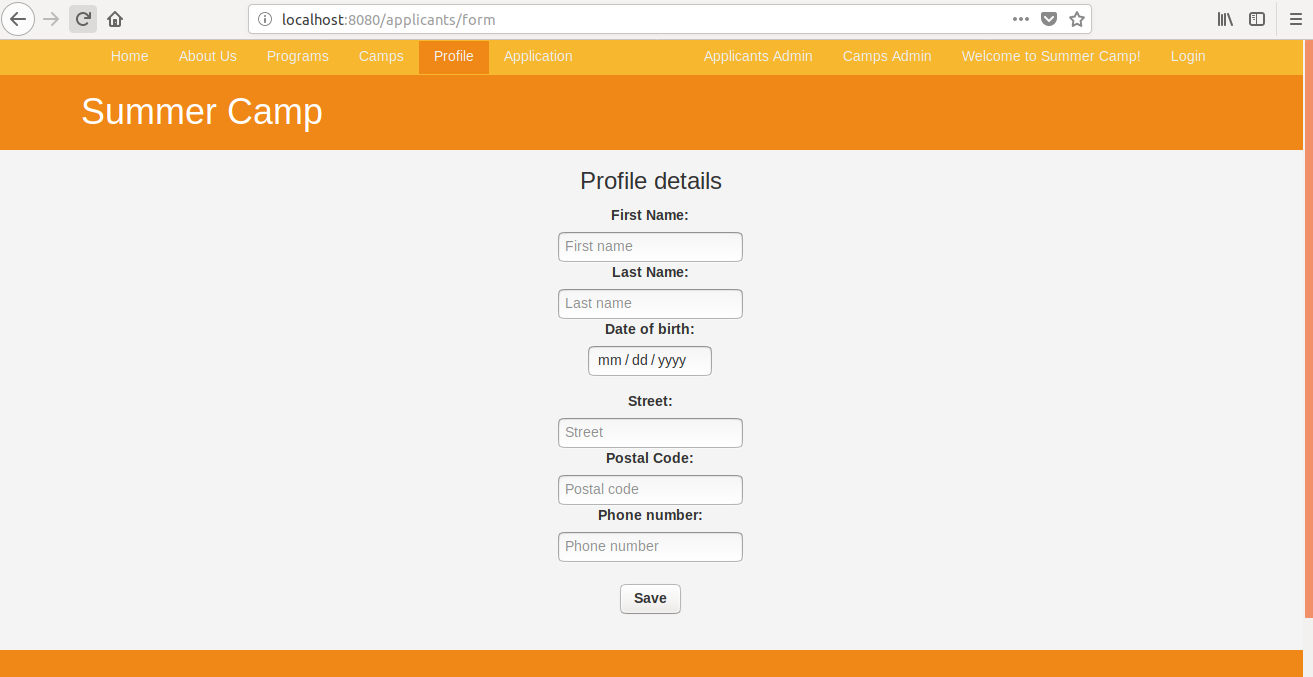 localhost:8080/applicants/form
Home About Us Programs Camps Profile Application Applicants Admin Camps Admin Welcome to Summer Camp! Login
Summer Camp
Profile details
First Name:
First name
Last Name:
Last name
Date of birth:
mm / dd / yyyy
Street:
Street
Postal Code:
Postal code
Phone number:
Phone number
Save